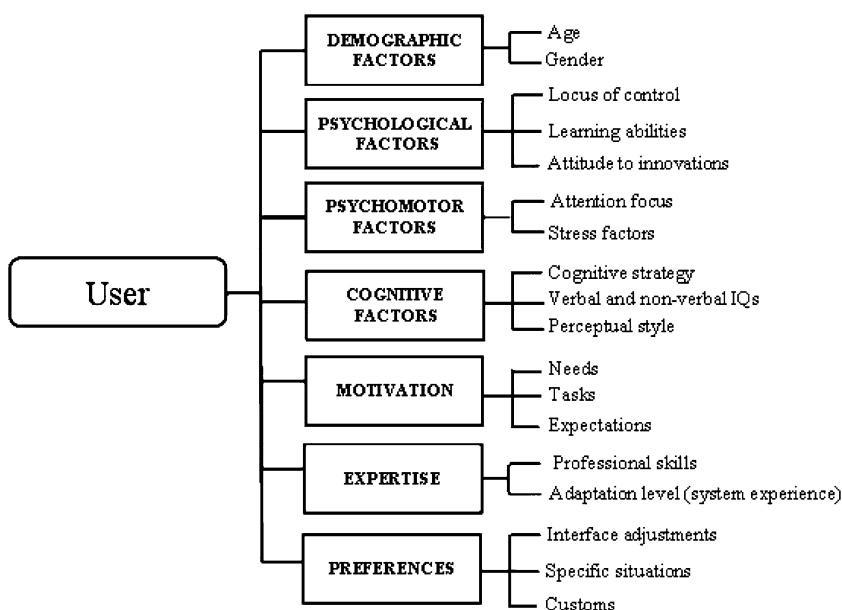 User
DEMOGRAPHIC
FACTORS
Age
Gender
PSYCHOLOGICAL
FACTORS
Locus of control
Learning abilities
Attitude to innovations
PSYCHOMOTOR
FACTORS
Attention focus
Stress factors
COGNITIVE
FACTORS
Cognitive strategy
Verbal and non-verbal IQs
Perceptual style
MOTIVATION
Needs
Tasks
Expectations
EXPERTISE
Professional skills
Adaptation level (system experience)
PREFERENCES
Interface adjustments
Specific situations
Customs